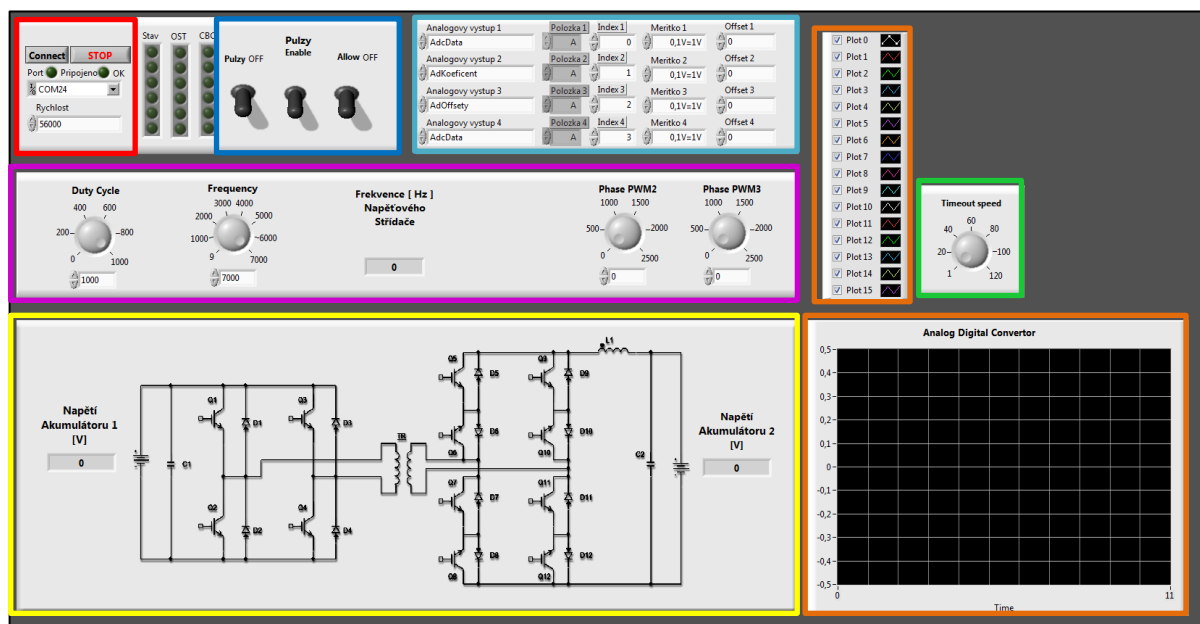 Connect STOP
Port Pripojeno OK
COM24
Rychlost
56000
Stav OST CBC
Pulzy OFF
Pulzy
Enable
Allow OFF
Analogovy vystup 1 Polozka 1 Index 1 Meritko 1 Offset 1
AdcData A 0 0,1V=1V 0
Analogovy vystup 2 Polozka 2 Index 2 Meritko 2 Offset 2
AdKoeficent A 1 0,1V=1V 0
Analogovy vystup 3 Polozka 3 Index 3 Meritko 3 Offset 3
AdOffsety A 2 0,1V=1V 0
Analogovy vystup 4 Polozka 4 Index 4 Meritko 4 Offset 4
AdcData A 3 0,1V=1V 0
Plot 0
Plot 1
Plot 2
Plot 3
Plot 4
Plot 5
Plot 6
Plot 7
Plot 8
Plot 9
Plot 10
Plot 11
Plot 12
Plot 13
Plot 14
Plot 15
Duty Cycle
400 600
200 800
0 1000
1000
Frequency
3000 4000
2000 5000
1000 6000
9 7000
7000
Frekvence [ Hz ]
Napěťového
Střídače
0
Phase PWM2
1000 1500
500 2000
0 2500
0
Phase PWM3
1000 1500
500 2000
0 2500
0
Timeout speed
60
40 80
20 100
1 120
Napětí
Akumulátoru 1
[V]
0
C1
Q1 D1 Q3 D3
Q2 D2 Q4 D4
TR
Q5 D5 Q3 D9
L1
Q6 D6 Q10 D10
Q7 D7 Q11 D11
Q8 D8 Q12 D12
C2
Napětí
Akumulátoru 2
[V]
0
Analog Digital Convertor
0,5
0,4
0,3
0,2
0,1
0
-0,1
-0,2
-0,3
-0,4
-0,5
0 11
Time